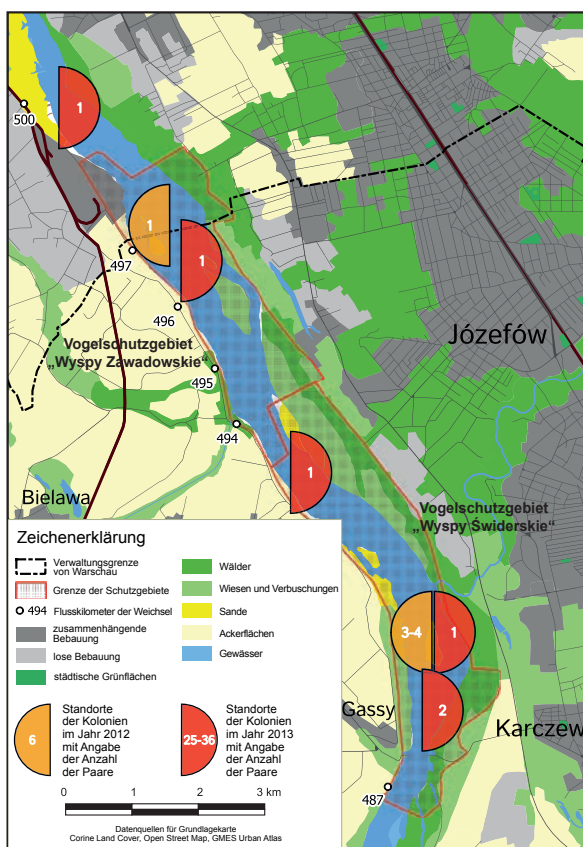 1
500
1
497
1
496
Józefów
Vogelschutzgebiet
„Wyspy Zawadowskie“
495
494
1
Bielawa
Vogelschutzgebiet
„Wyspy Świderskie“
3-4
1
2
Gassy
Karczew
487
Zeichenerklärung
Verwaltungsgrenze
von Warschau
Grenze der Schutzgebiete
494 Flusskilometer der Weichsel
zusammenhängende
Bebauung
lose Bebauung
städtische Grünflächen
Wälder
Wiesen und Verbuschungen
Sande
Ackerflächen
Gewässer
6
Standorte
der Kolonien
im Jahr 2012
mit Angabe
der Anzahl
der Paare
25-36
Standorte
der Kolonien
im Jahr 2013
mit Angabe
der Anzahl
der Paare
0 1 2 3 km
Datenquellen für Grundlagekarte
Corine Land Cover, Open Street Map, GMES Urban Atlas